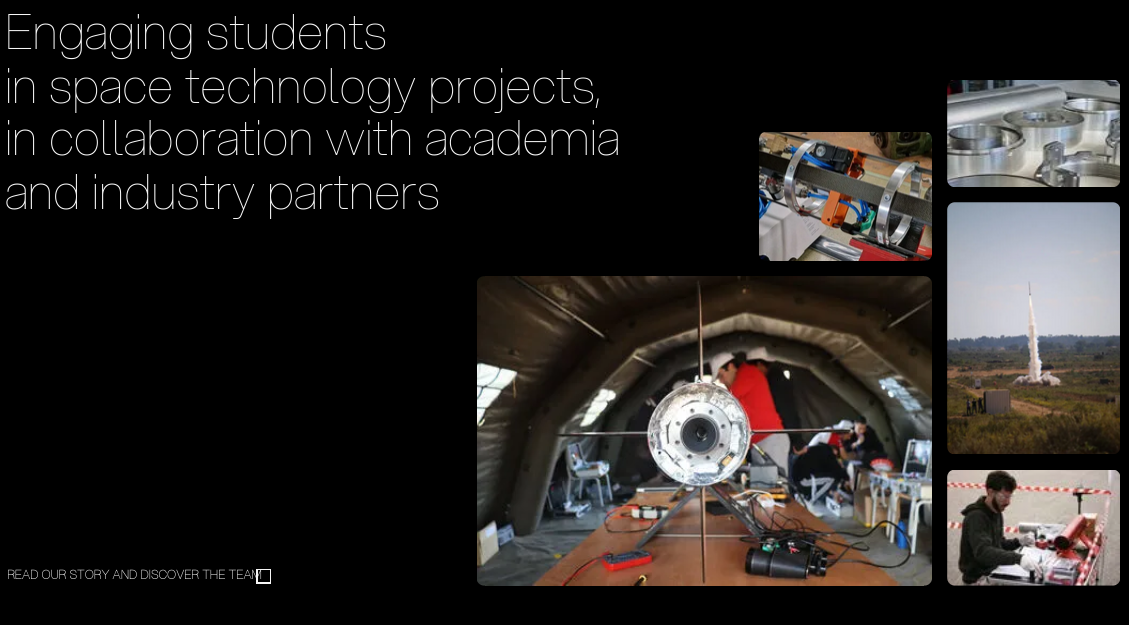 Engaging students
in space technology projects,
in collaboration with academia
and industry partners
READ OUR STORY AND DISCOVER THE TEAM